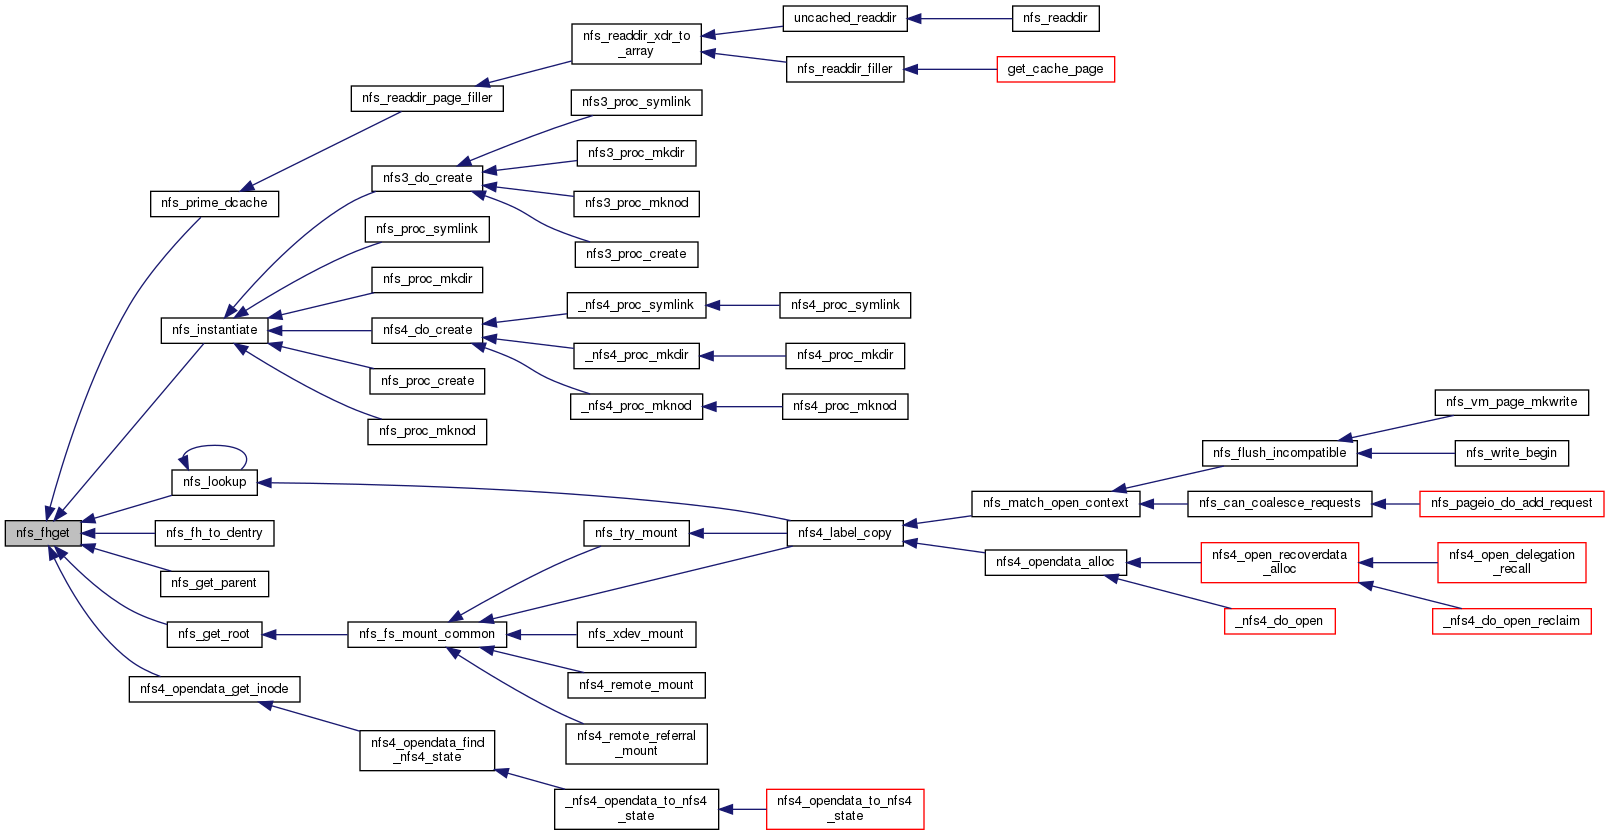 uncached_readdir
nfs_readdir
nfs_readdir_xdr_to
_array
nfs_readdir_filler
get_cache_page
nfs_readdir_page_filler
nfs3_proc_symlink
nfs3_proc_mkdir
nfs3_do_create
nfs_prime_dcache
nfs3_proc_mknod
nfs_proc_symlink
nfs3_proc_create
nfs_proc_mkdir
_nfs4_proc_symlink
nfs4_proc_symlink
nfs_instantiate
nfs4_do_create
_nfs4_proc_mkdir
nfs4_proc_mkdir
nfs_proc_create
_nfs4_proc_mknod
nfs4_proc_mknod
nfs_vm_page_mkwrite
nfs_proc_mknod
nfs_flush_incompatible
nfs_write_begin
nfs_lookup
nfs_match_open_context
nfs_can_coalesce_requests
nfs_pageio_do_add_request
nfs_fhget
nfs_fh_to_dentry
nfs_try_mount
nfs4_label_copy
nfs4_opendata_alloc
nfs4_open_recoverdata
_alloc
nfs4_open_delegation
_recall
nfs_get_parent
_nfs4_do_open
_nfs4_do_open_reclaim
nfs_get_root
nfs_fs_mount_common
nfs_xdev_mount
nfs4_opendata_get_inode
nfs4_remote_mount
nfs4_remote_referral
_mount
nfs4_opendata_find
_nfs4_state
_nfs4_opendata_to_nfs4
_state
nfs4_opendata_to_nfs4
_state